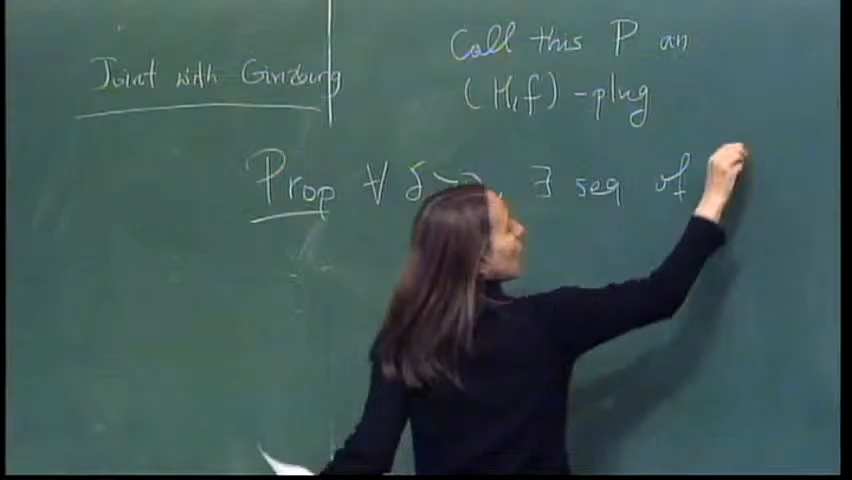 Joint with Ginzburg
Call this P an
(H,f)-plug
Prop ∀ δ ∃ seq of